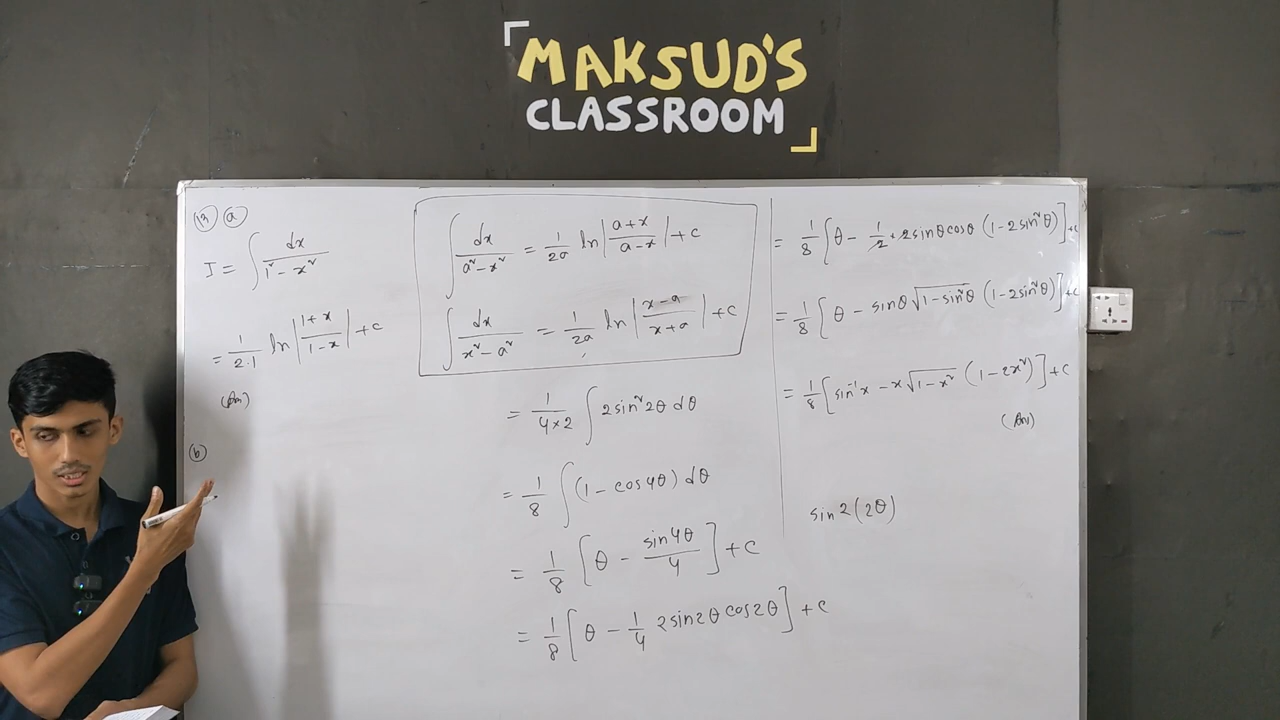 MAKSUD'S
CLASSROOM
13 a
I = ∫ dx / 1² - x²
= 1/2.1 ln |1+x / 1-x| + c
(Ans)
b
∫ dx / a² - x² = 1/2a ln |a+x / a-x| + c
∫ dx / x² - a² = 1/2a ln |x-a / x+a| + c
= 1/4×2 ∫ 2sin²2θ dθ
= 1/8 ∫ (1 - cos4θ) dθ
= 1/8 [θ - sin4θ/4] + c
= 1/8 [θ - 1/4 2sin2θ cos2θ] + c
= 1/8 [θ - 1/2 · 2sinθcosθ (1-2sin²θ)] + c
= 1/8 [θ - sinθ √1-sin²θ (1-2sin²θ)] + c
= 1/8 [sin⁻¹x - x√1-x² (1-2x²)] + c
(Ans)
sin2(2θ)